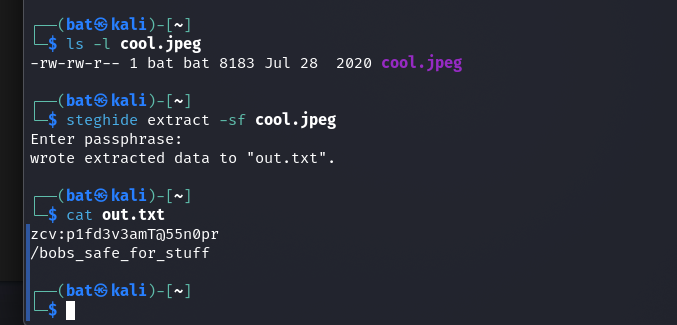 ┌──(bat㉿kali)-[~]
└─$ ls -l cool.jpeg
-rw-rw-r-- 1 bat bat 8183 Jul 28  2020 cool.jpeg
┌──(bat㉿kali)-[~]
└─$ steghide extract -sf cool.jpeg
Enter passphrase:
wrote extracted data to "out.txt".
┌──(bat㉿kali)-[~]
└─$ cat out.txt
zcv:p1fd3v3amT@55n0pr
/bobs_safe_for_stuff
┌──(bat㉿kali)-[~]
└─$